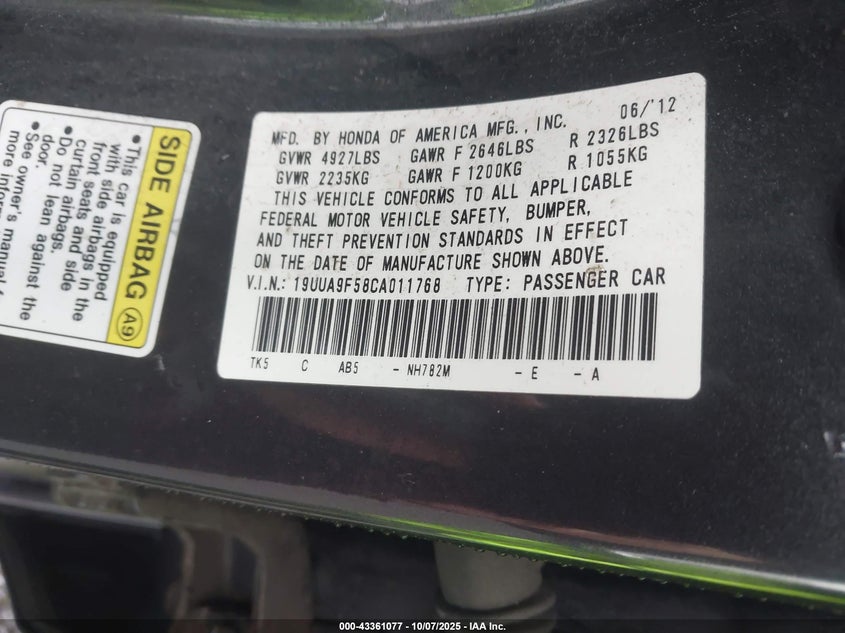 SIDE AIRBAG A9
•This car is equipped
with side airbags in the
front seats and side
curtain airbags.
•Do not lean against the
door.
•See owner's manual
more infor
06/'12
MFD. BY HONDA OF AMERICA MFG., INC.
GVWR 4927LBS GAWR F 2646LBS R 2326LBS
GVWR 2235KG GAWR F 1200KG R 1055KG
THIS VEHICLE CONFORMS TO ALL APPLICABLE
FEDERAL MOTOR VEHICLE SAFETY, BUMPER,
AND THEFT PREVENTION STANDARDS IN EFFECT
ON THE DATE OF MANUFACTURE SHOWN ABOVE.
V.I.N.: 19UUA9F58CA011768 TYPE: PASSENGER CAR
TK5 C AB5 - NH782M - E - A
000-43361077 - 10/07/2025 - IAA Inc.